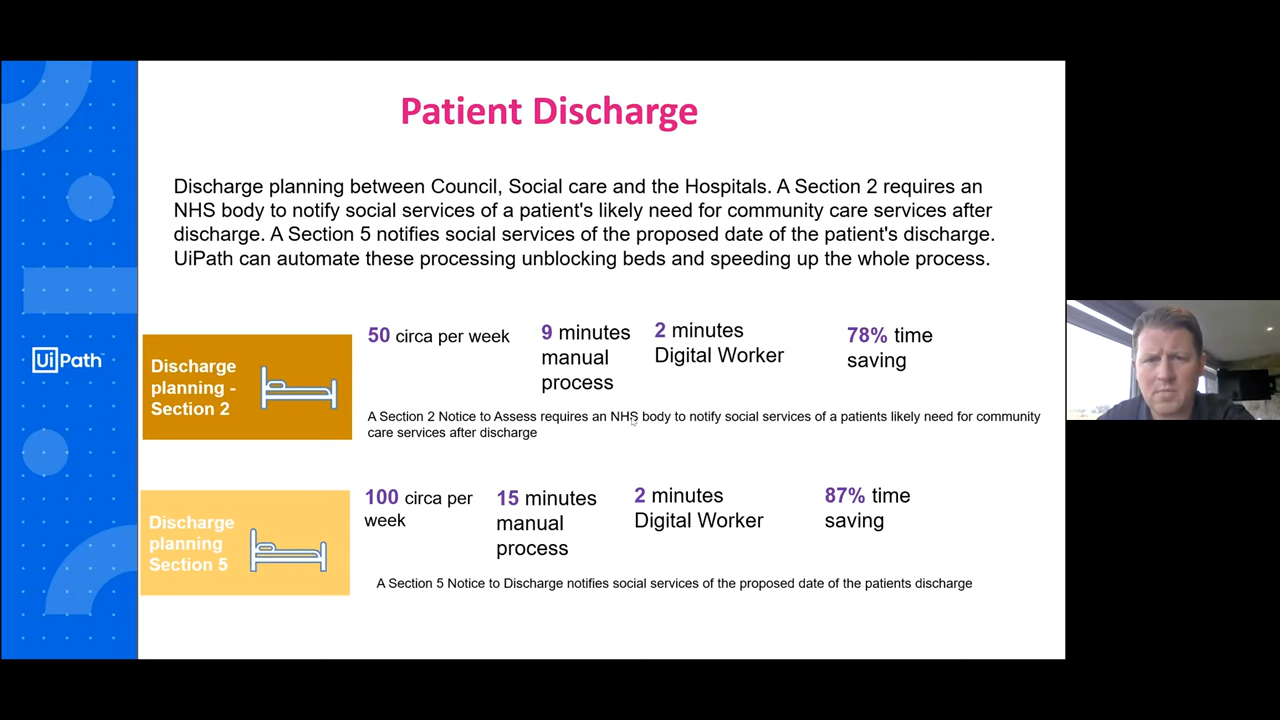 Patient Discharge
Discharge planning between Council, Social care and the Hospitals. A Section 2 requires an
NHS body to notify social services of a patient's likely need for community care services after
discharge. A Section 5 notifies social services of the proposed date of the patient's discharge.
UiPath can automate these processing unblocking beds and speeding up the whole process.
UiPath
Discharge
planning -
Section 2
50 circa per week
9 minutes
manual
process
2 minutes
Digital Worker
78% time
saving
A Section 2 Notice to Assess requires an NHS body to notify social services of a patients likely need for community
care services after discharge
Discharge
planning
Section 5
100 circa per
week
15 minutes
manual
process
2 minutes
Digital Worker
87% time
saving
A Section 5 Notice to Discharge notifies social services of the proposed date of the patients discharge